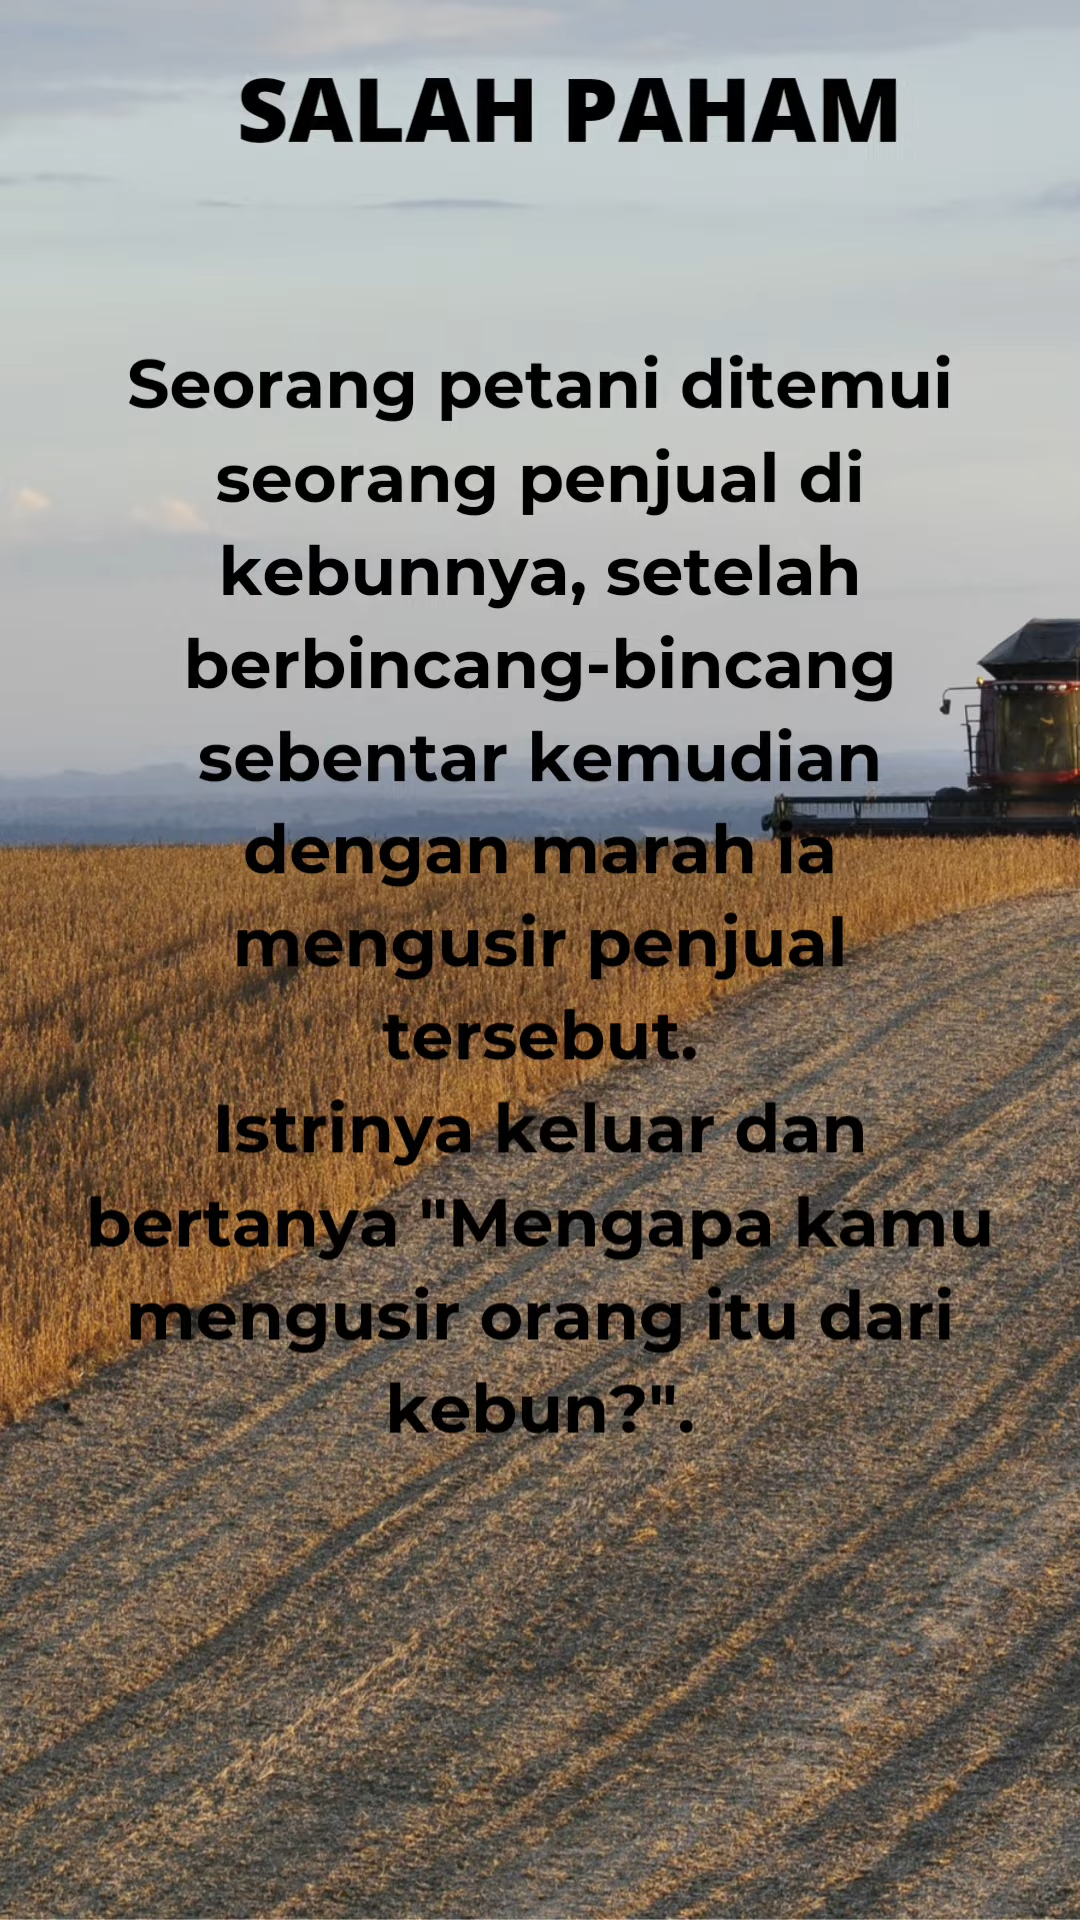 SALAH PAHAM
Seorang petani ditemui
seorang penjual di
kebunnya, setelah
berbincang-bincang
sebentar kemudian
dengan marah ia
mengusir penjual
tersebut.
Istrinya keluar dan
bertanya "Mengapa kamu
mengusir orang itu dari
kebun?".